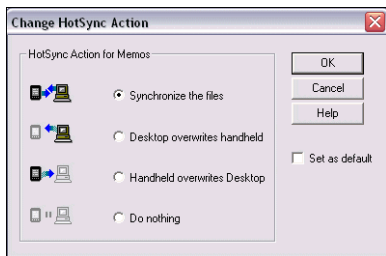 Change HotSync Action
HotSync Action for Memos
Synchronize the files
Desktop overwrites handheld
Handheld overwrites Desktop
Do nothing
OK
Cancel
Help
Set as default